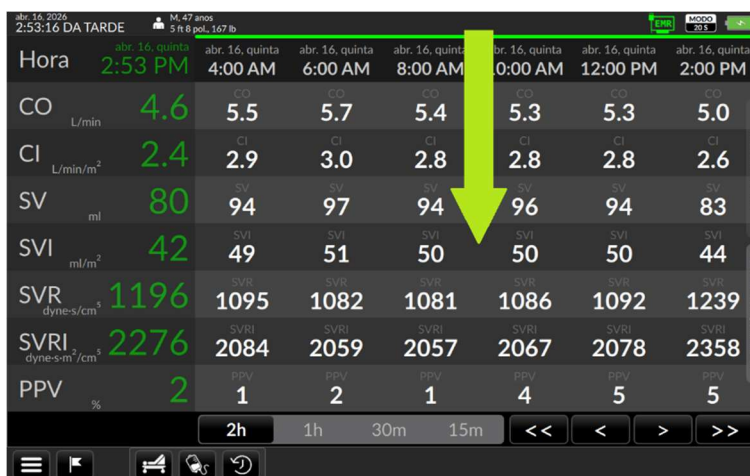 abr. 16, 2026
2:53:16 DA TARDE
M, 47 anos
5 ft 8 pol., 167 lb
EMR
MODO
20 S
Hora
abr. 16, quinta
2:53 PM
abr. 16, quinta abr. 16, quinta abr. 16, quinta abr. 16, quinta abr. 16, quinta
4:00 AM 6:00 AM 8:00 AM 0:00 AM 12:00 PM 2:00 PM
CO L/min 4.6
CO CO CO CO CO CO
5.5 5.7 5.4 5.3 5.3 5.0
CI L/min/m² 2.4
CI CI CI CI CI CI
2.9 3.0 2.8 2.8 2.8 2.6
SV ml 80
SV SV SV SV SV SV
94 97 94 96 94 83
SVI ml/m² 42
SVI SVI SVI SVI SVI SVI
49 51 50 50 50 44
SVR dyne-s/cm⁵ 1196
SVR SVR SVR SVR SVR SVR
1095 1082 1081 1086 1092 1239
SVRI dyne-s-m²/cm⁵ 2276
SVRI SVRI SVRI SVRI SVRI SVRI
2084 2059 2057 2067 2078 2358
PPV % 2
PPV PPV PPV PPV PPV PPV
1 2 1 4 5 5
2h 1h 30m 15m << < > >>